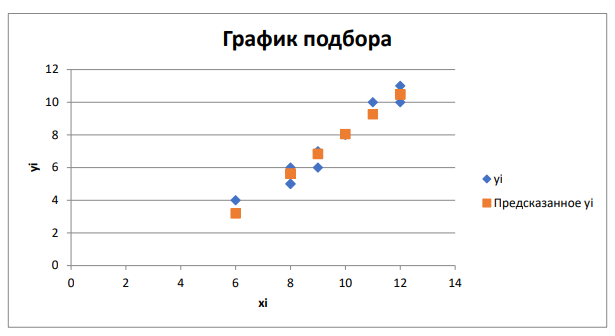 График подбора
12
10
8
6
4
2
0
yi
0 2 4 6 8 10 12 14
xi
yi
Предсказанное yi